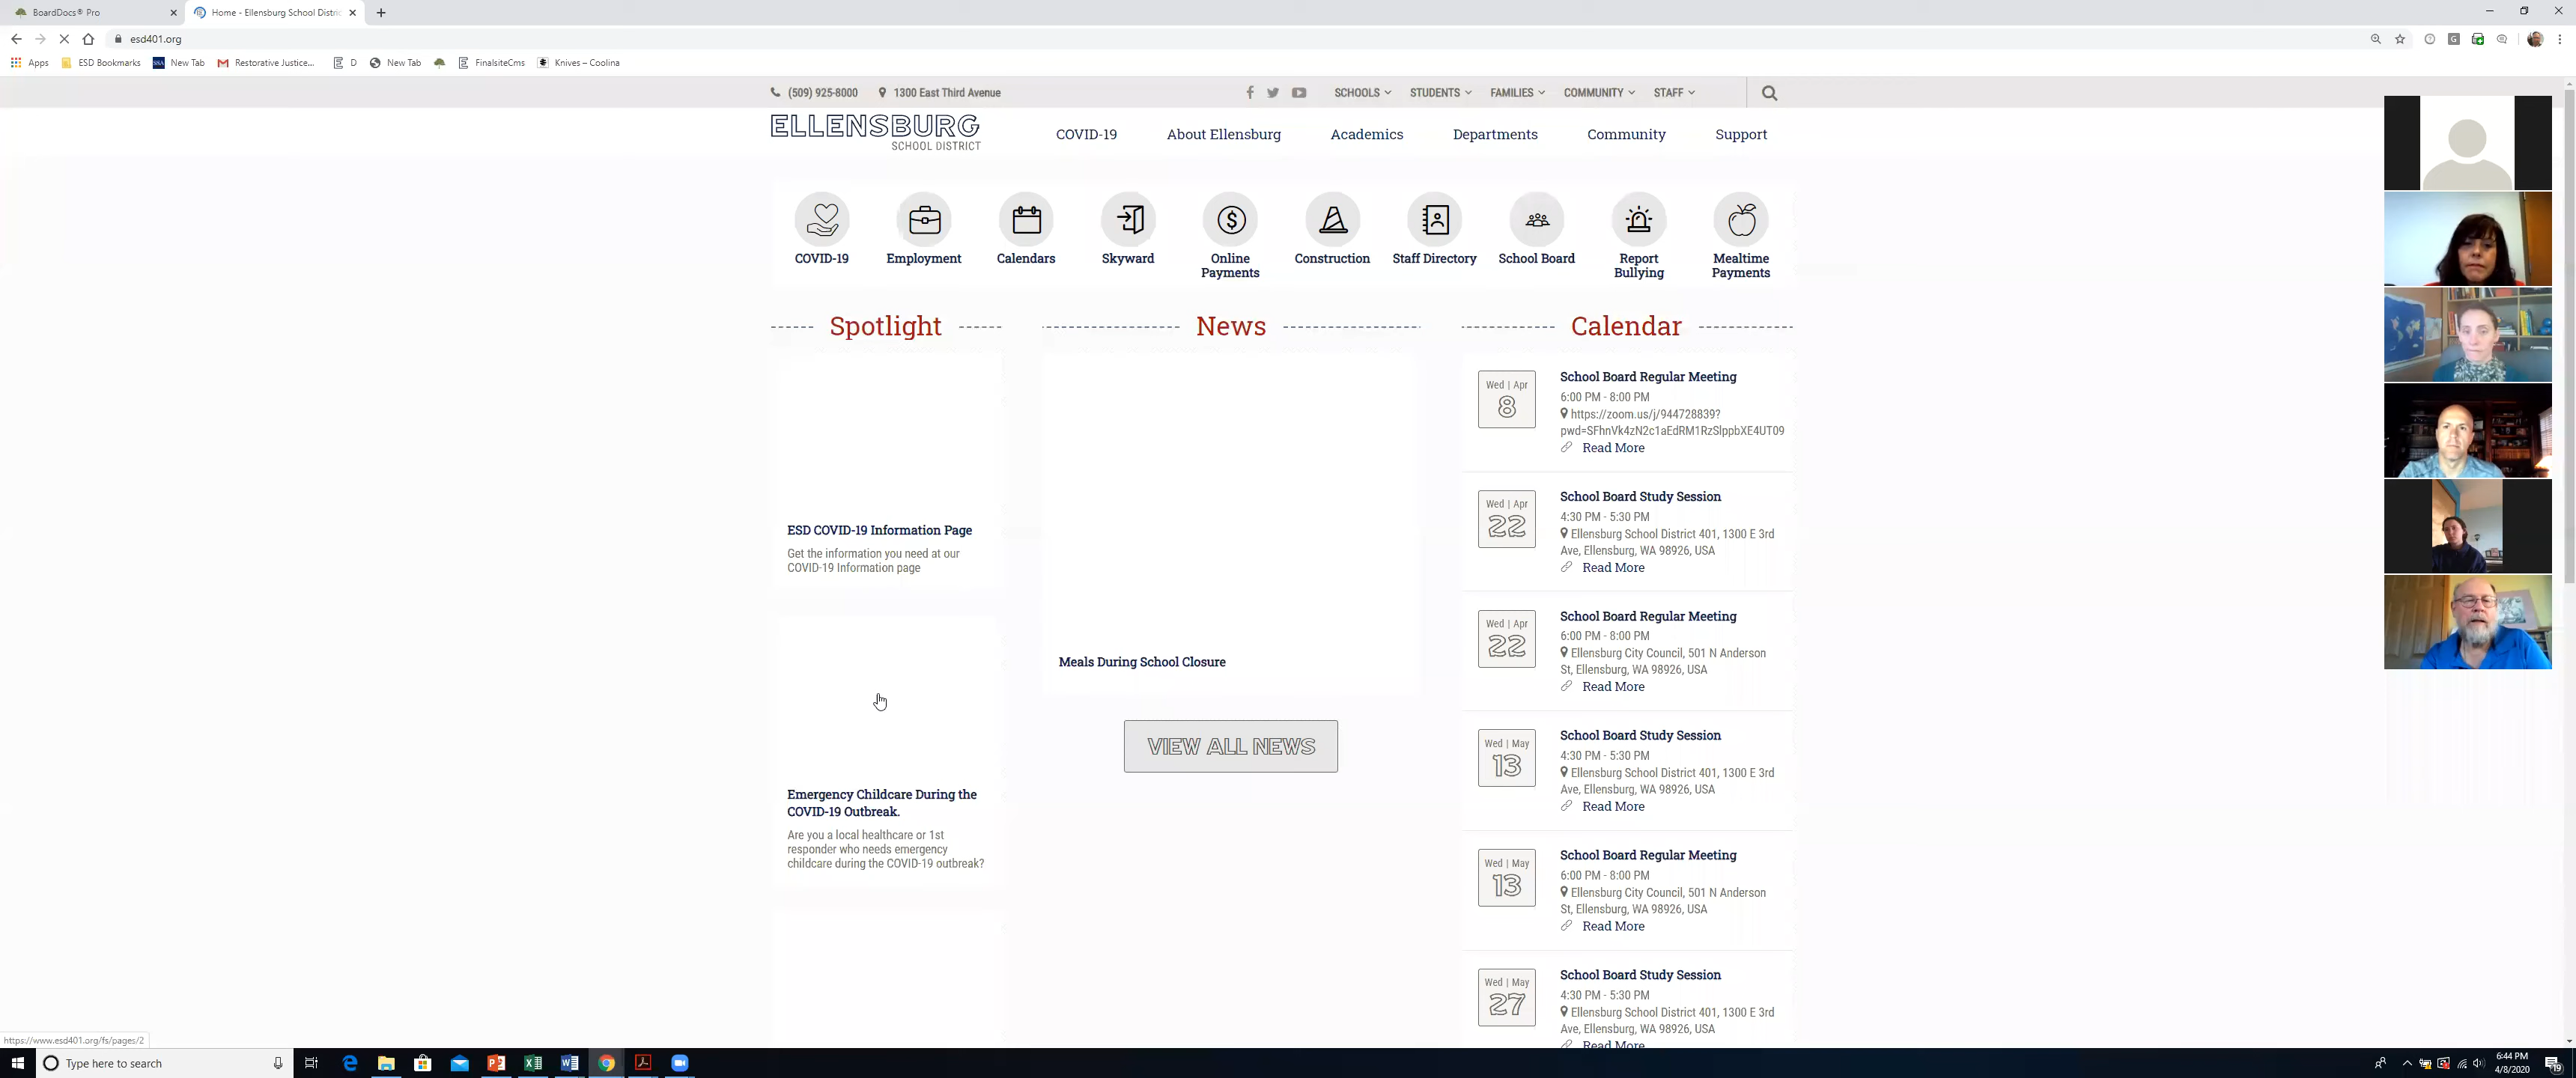 BoardDocs® Pro
Home - Ellensburg School Distric
esd401.org
Apps
ESD Bookmarks
New Tab
Restorative Justice...
D
New Tab
FinalsiteCms
Knives – Coolina
(509) 925-8000
1300 East Third Avenue
SCHOOLS
STUDENTS
FAMILIES
COMMUNITY
STAFF
ELLENSBURG
SCHOOL DISTRICT
COVID-19
About Ellensburg
Academics
Departments
Community
Support
COVID-19
Employment
Calendars
Skyward
Online
Payments
Construction
Staff Directory
School Board
Report
Bullying
Mealtime
Payments
Spotlight
ESD COVID-19 Information Page
Get the information you need at our
COVID-19 Information page
Emergency Childcare During the
COVID-19 Outbreak.
Are you a local healthcare or 1st
responder who needs emergency
childcare during the COVID-19 outbreak?
News
Meals During School Closure
VIEW ALL NEWS
Calendar
Wed | Apr
8
School Board Regular Meeting
6:00 PM - 8:00 PM
https://zoom.us/j/944728839?
pwd=SFhnVk4zN2c1aEdRM1RzSlppbXE4UT09
Read More
Wed | Apr
22
School Board Study Session
4:30 PM - 5:30 PM
Ellensburg School District 401, 1300 E 3rd
Ave, Ellensburg, WA 98926, USA
Read More
Wed | Apr
22
School Board Regular Meeting
6:00 PM - 8:00 PM
Ellensburg City Council, 501 N Anderson
St, Ellensburg, WA 98926, USA
Read More
Wed | May
13
School Board Study Session
4:30 PM - 5:30 PM
Ellensburg School District 401, 1300 E 3rd
Ave, Ellensburg, WA 98926, USA
Read More
Wed | May
13
School Board Regular Meeting
6:00 PM - 8:00 PM
Ellensburg City Council, 501 N Anderson
St, Ellensburg, WA 98926, USA
Read More
Wed | May
27
School Board Study Session
4:30 PM - 5:30 PM
Ellensburg School District 401, 1300 E 3rd
Ave, Ellensburg, WA 98926, USA
Read More
https://www.esd401.org/fs/pages/2
Type here to search
6:44 PM
4/8/2020
19